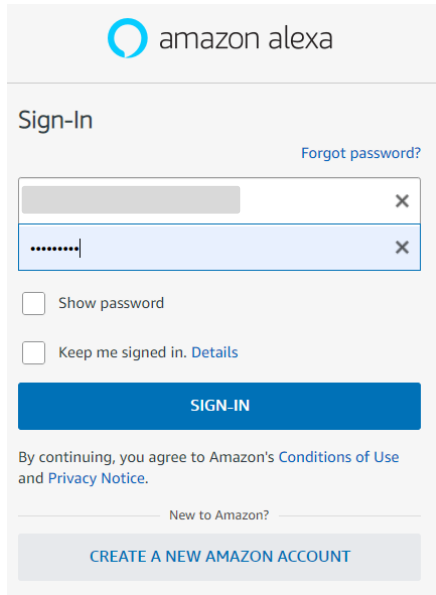 amazon alexa
Sign-In
Forgot password?
•••••••••
Show password
Keep me signed in. Details
SIGN-IN
By continuing, you agree to Amazon's Conditions of Use
and Privacy Notice.
New to Amazon?
CREATE A NEW AMAZON ACCOUNT